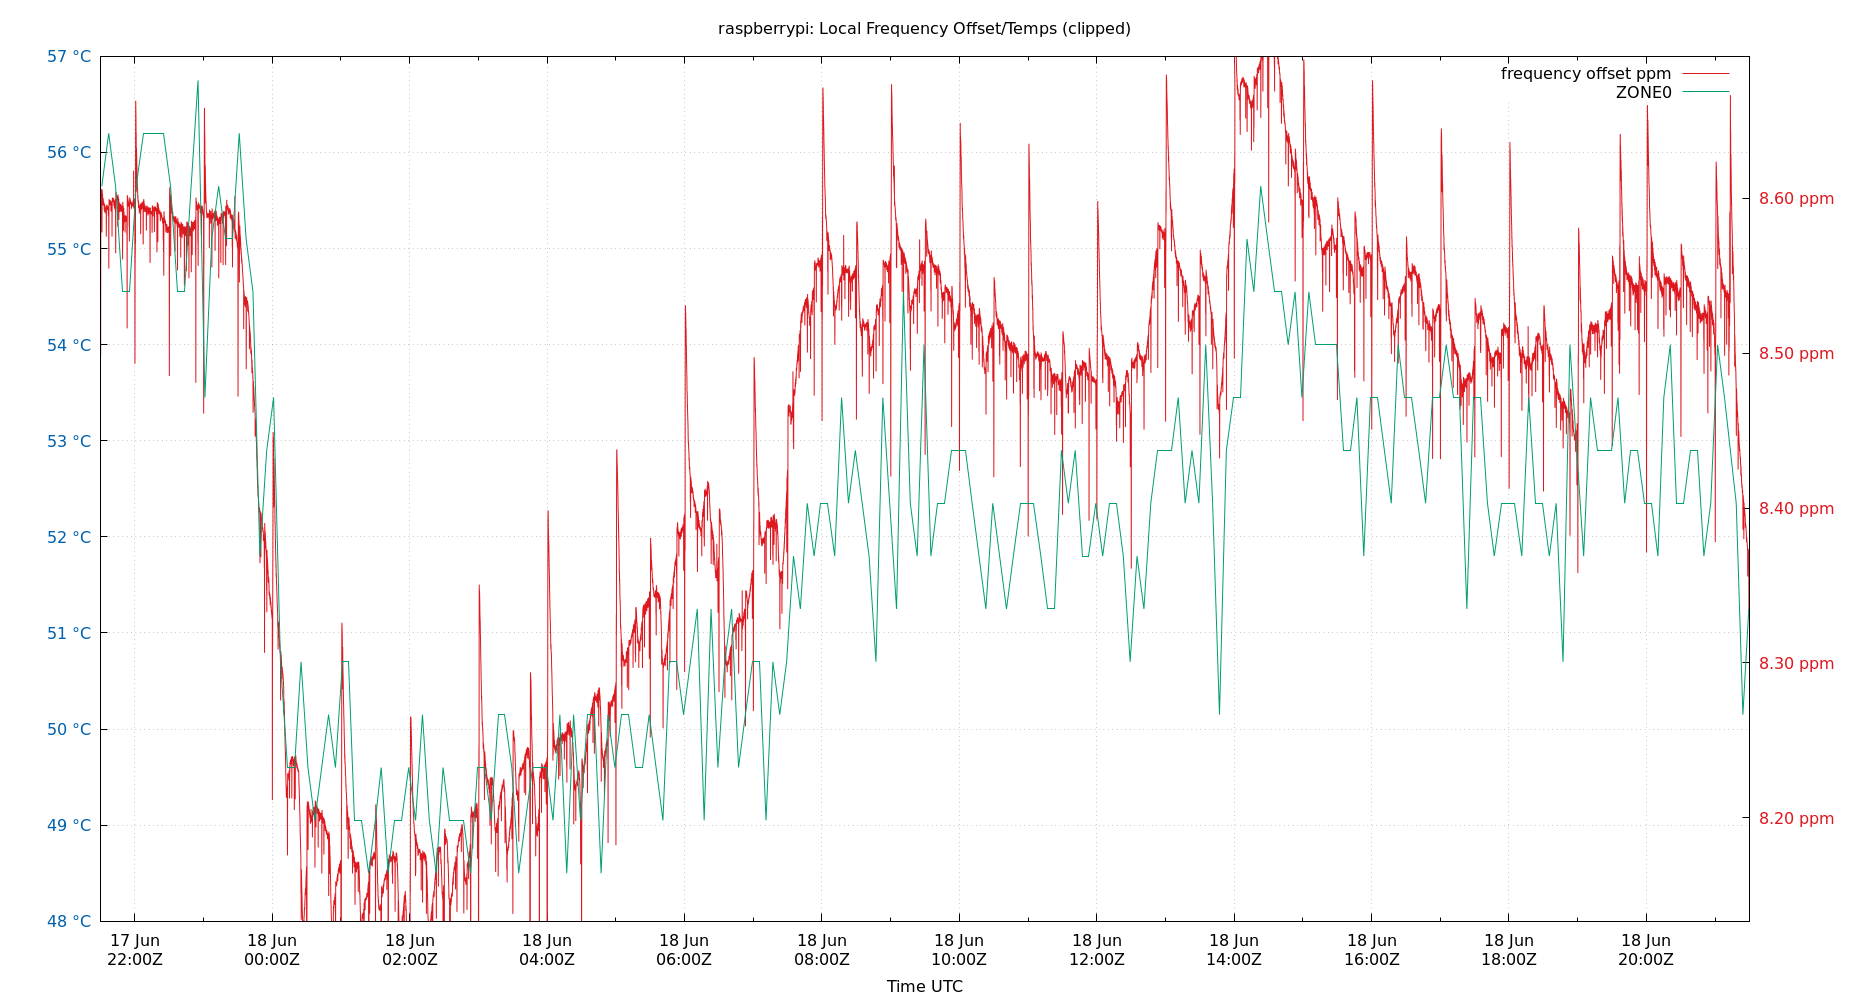 raspberrypi: Local Frequency Offset/Temps (clipped)
frequency offset ppm
ZONE0
57 °C
56 °C
55 °C
54 °C
53 °C
52 °C
51 °C
50 °C
49 °C
48 °C
8.60 ppm
8.50 ppm
8.40 ppm
8.30 ppm
8.20 ppm
17 Jun 18 Jun 18 Jun 18 Jun 18 Jun 18 Jun 18 Jun 18 Jun 18 Jun 18 Jun 18 Jun 18 Jun
22:00Z 00:00Z 02:00Z 04:00Z 06:00Z 08:00Z 10:00Z 12:00Z 14:00Z 16:00Z 18:00Z 20:00Z
Time UTC